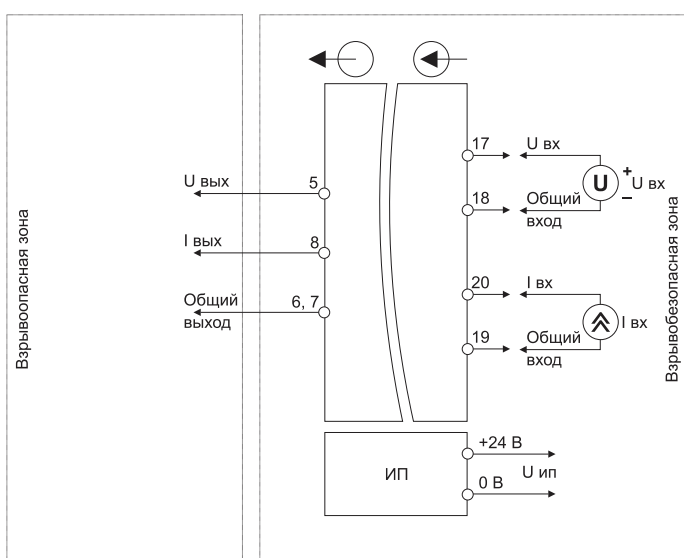 Взрывоопасная зона
U вых
5
I вых
8
Общий
выход
6, 7
17
U вх
18
Общий
вход
U
+
–
U вх
20
I вх
19
Общий
вход
I вх
Взрывобезопасная зона
ИП
+24 В
U ип
0 В